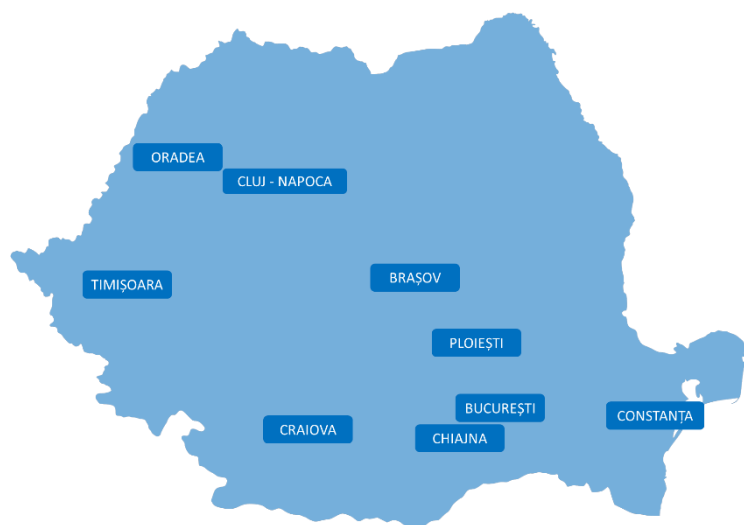 ORADEA
CLUJ - NAPOCA
TIMIȘOARA
BRAȘOV
PLOIEȘTI
BUCUREȘTI
CONSTANȚA
CRAIOVA
CHIAJNA